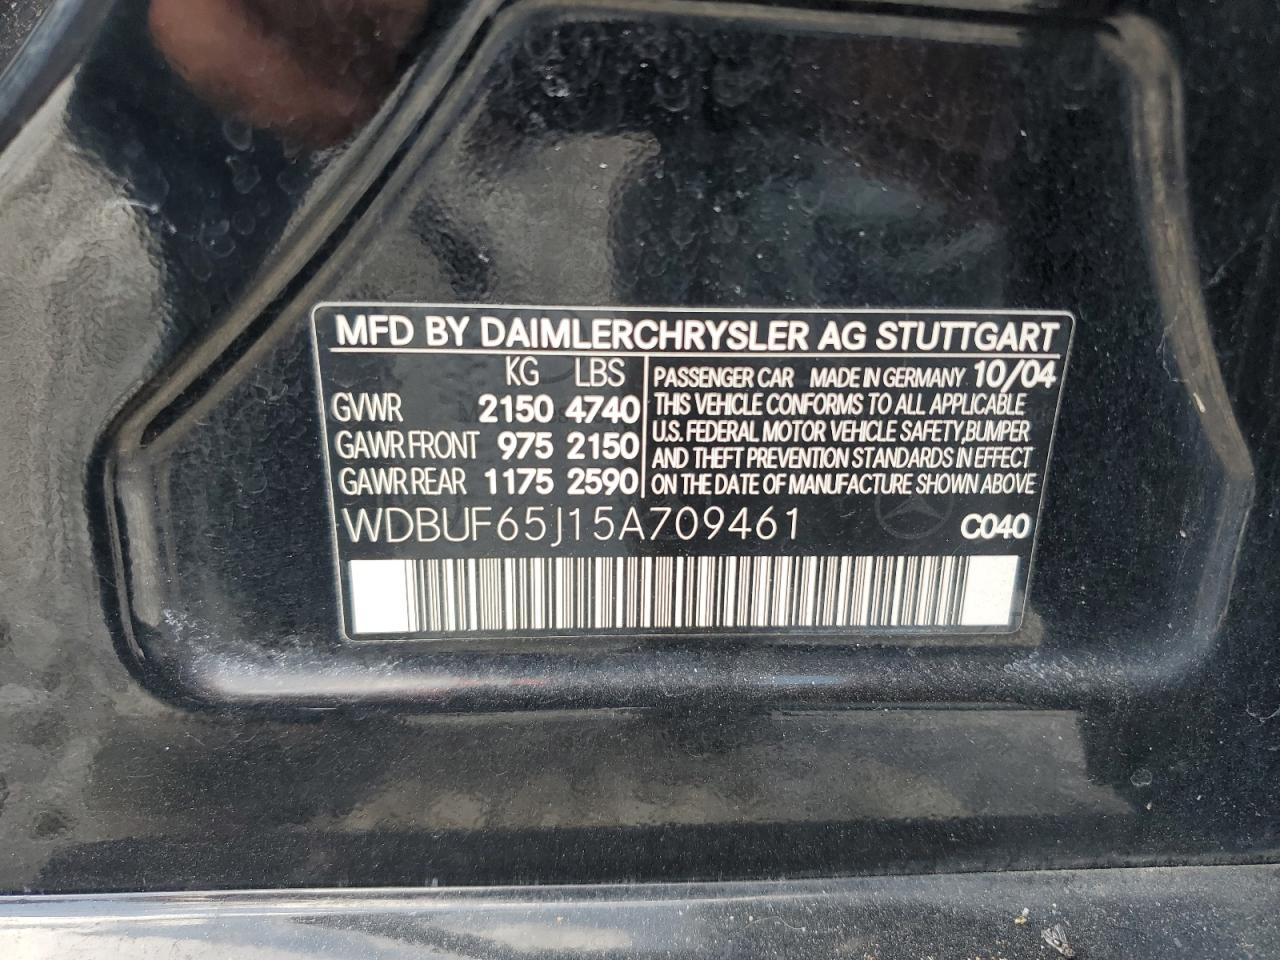 MFD BY DAIMLERCHRYSLER AG STUTTGART
KG LBS
GVWR 2150 4740
GAWR FRONT 975 2150
GAWR REAR 1175 2590
PASSENGER CAR MADE IN GERMANY 10/04
THIS VEHICLE CONFORMS TO ALL APPLICABLE
U.S. FEDERAL MOTOR VEHICLE SAFETY, BUMPER
AND THEFT PREVENTION STANDARDS IN EFFECT
ON THE DATE OF MANUFACTURE SHOWN ABOVE
WDBUF65J15A709461 C040